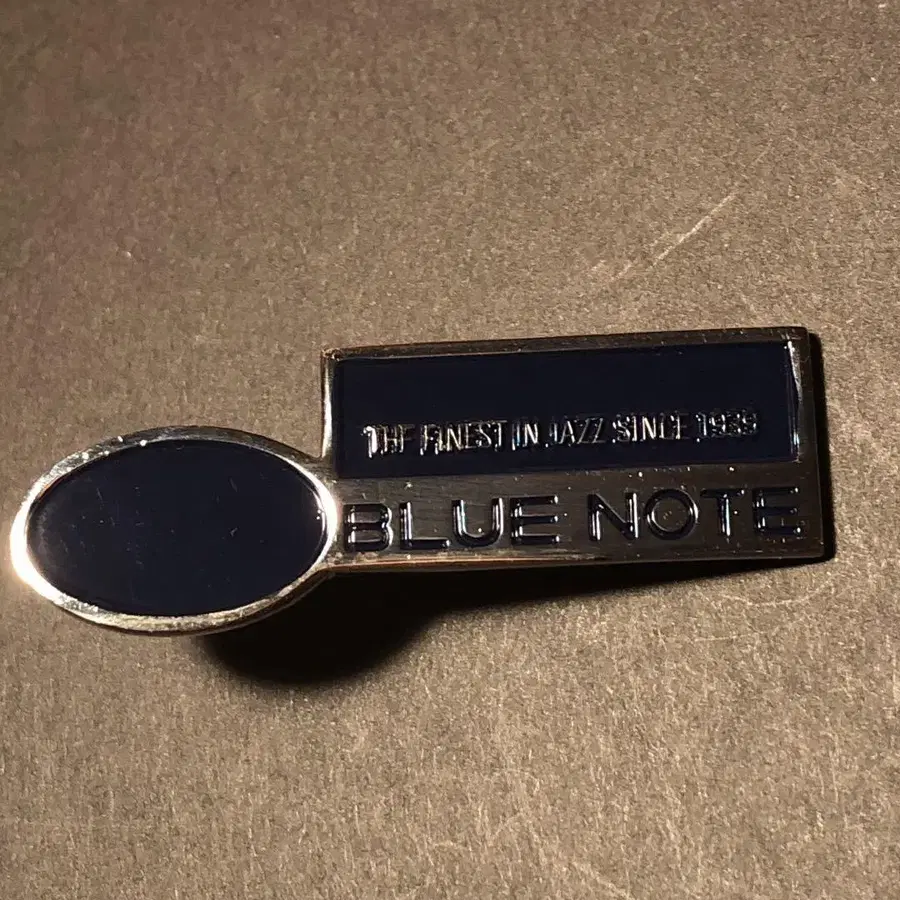 THE FINEST IN JAZZ SINCE 1939
BLUE NOTE